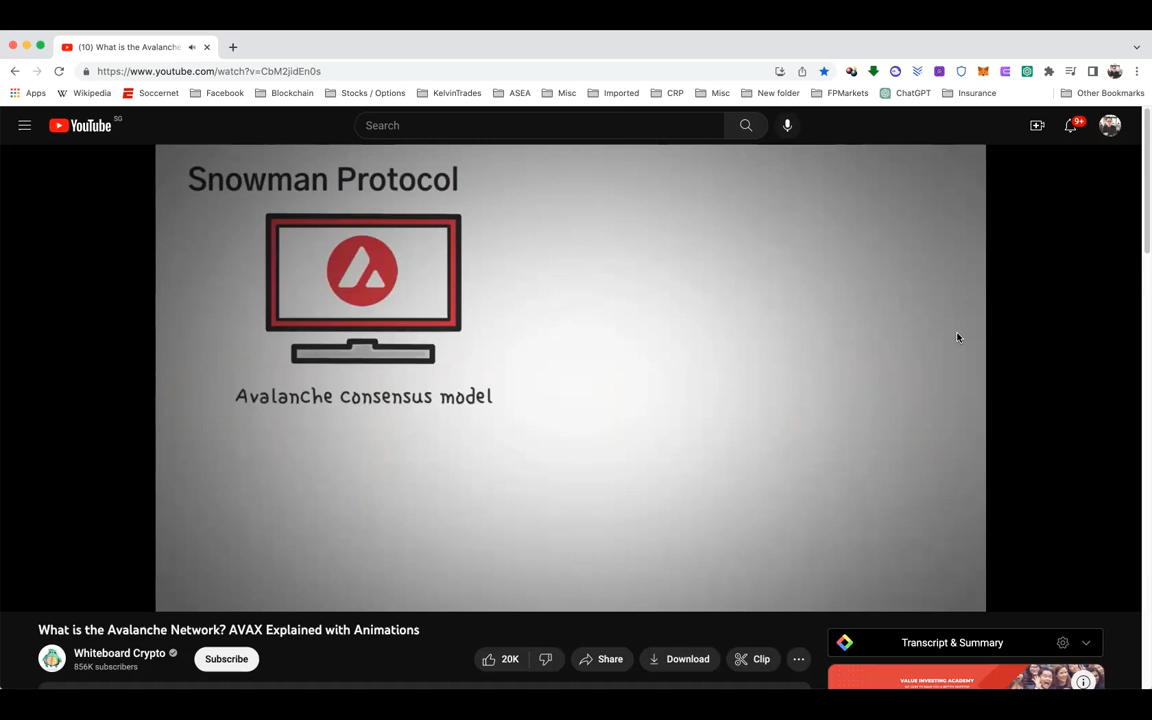 (10) What is the Avalanche
https://www.youtube.com/watch?v=CbM2jidEn0s
Apps Wikipedia Soccernet Facebook Blockchain Stocks / Options KelvinTrades ASEA Misc Imported CRP Misc New folder FPMarkets ChatGPT Insurance Other Bookmarks
YouTube SG
Search
9+
Snowman Protocol
Avalanche consensus model
What is the Avalanche Network? AVAX Explained with Animations
Whiteboard Crypto
856K subscribers
Subscribe
20K
Share
Download
Clip
Transcript & Summary
VALUE INVESTING ACADEMY